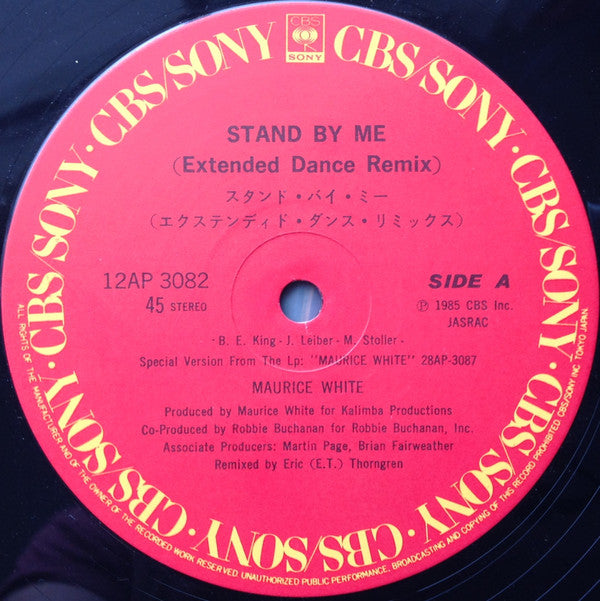 CBS
SONY
CBS/SONY · CBS/SONY · CBS/SONY · CBS/SONY · CBS/SONY · CBS/SONY ·
STAND BY ME
(Extended Dance Remix)
スタンド・バイ・ミー
(エクステンディド・ダンス・リミックス)
12AP 3082
SIDE A
45 STEREO
Ⓟ 1985 CBS Inc.
JASRAC
· B. E. King · J. Leiber · M. Stoller ·
Special Version From The Lp: "MAURICE WHITE" 28AP-3087
MAURICE WHITE
Produced by Maurice White for Kalimba Productions
Co-Produced by Robbie Buchanan for Robbie Buchanan, Inc.
Associate Producers: Martin Page, Brian Fairweather
Remixed by Eric (E.T.) Thorngren
ALL RIGHTS OF THE MANUFACTURER AND OF THE OWNER OF THE RECORDED WORK RESERVED. UNAUTHORIZED PUBLIC PERFORMANCE, BROADCASTING AND COPYING OF THIS RECORD PROHIBITED CBS/SONY INC. TOKYO JAPAN.